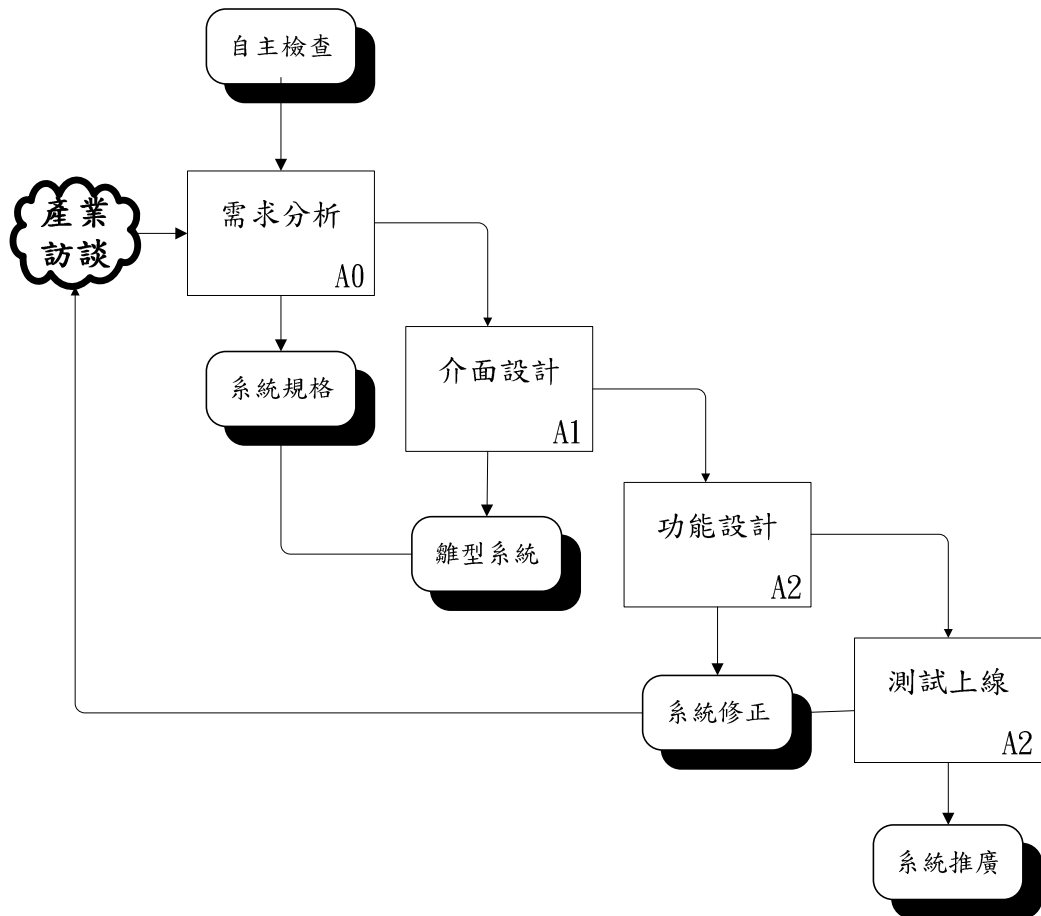 自主檢查
產業
訪談
需求分析
A0
系統規格
介面設計
A1
雛型系統
功能設計
A2
系統修正
測試上線
A2
系統推廣